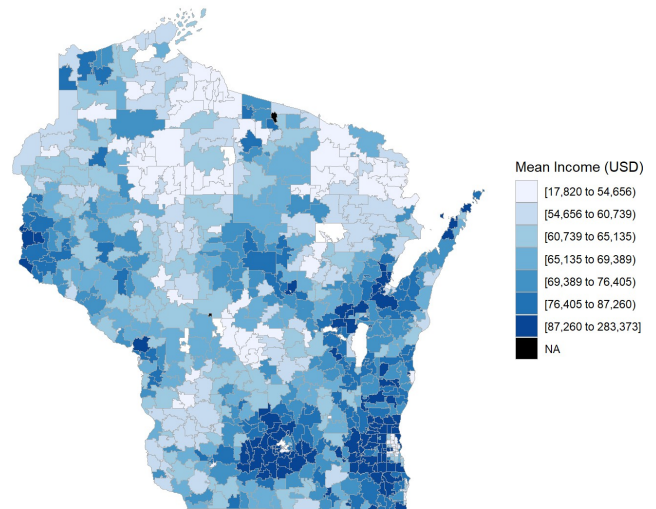 Mean Income (USD)
[17,820 to 54,656)
[54,656 to 60,739)
[60,739 to 65,135)
[65,135 to 69,389)
[69,389 to 76,405)
[76,405 to 87,260)
[87,260 to 283,373]
NA